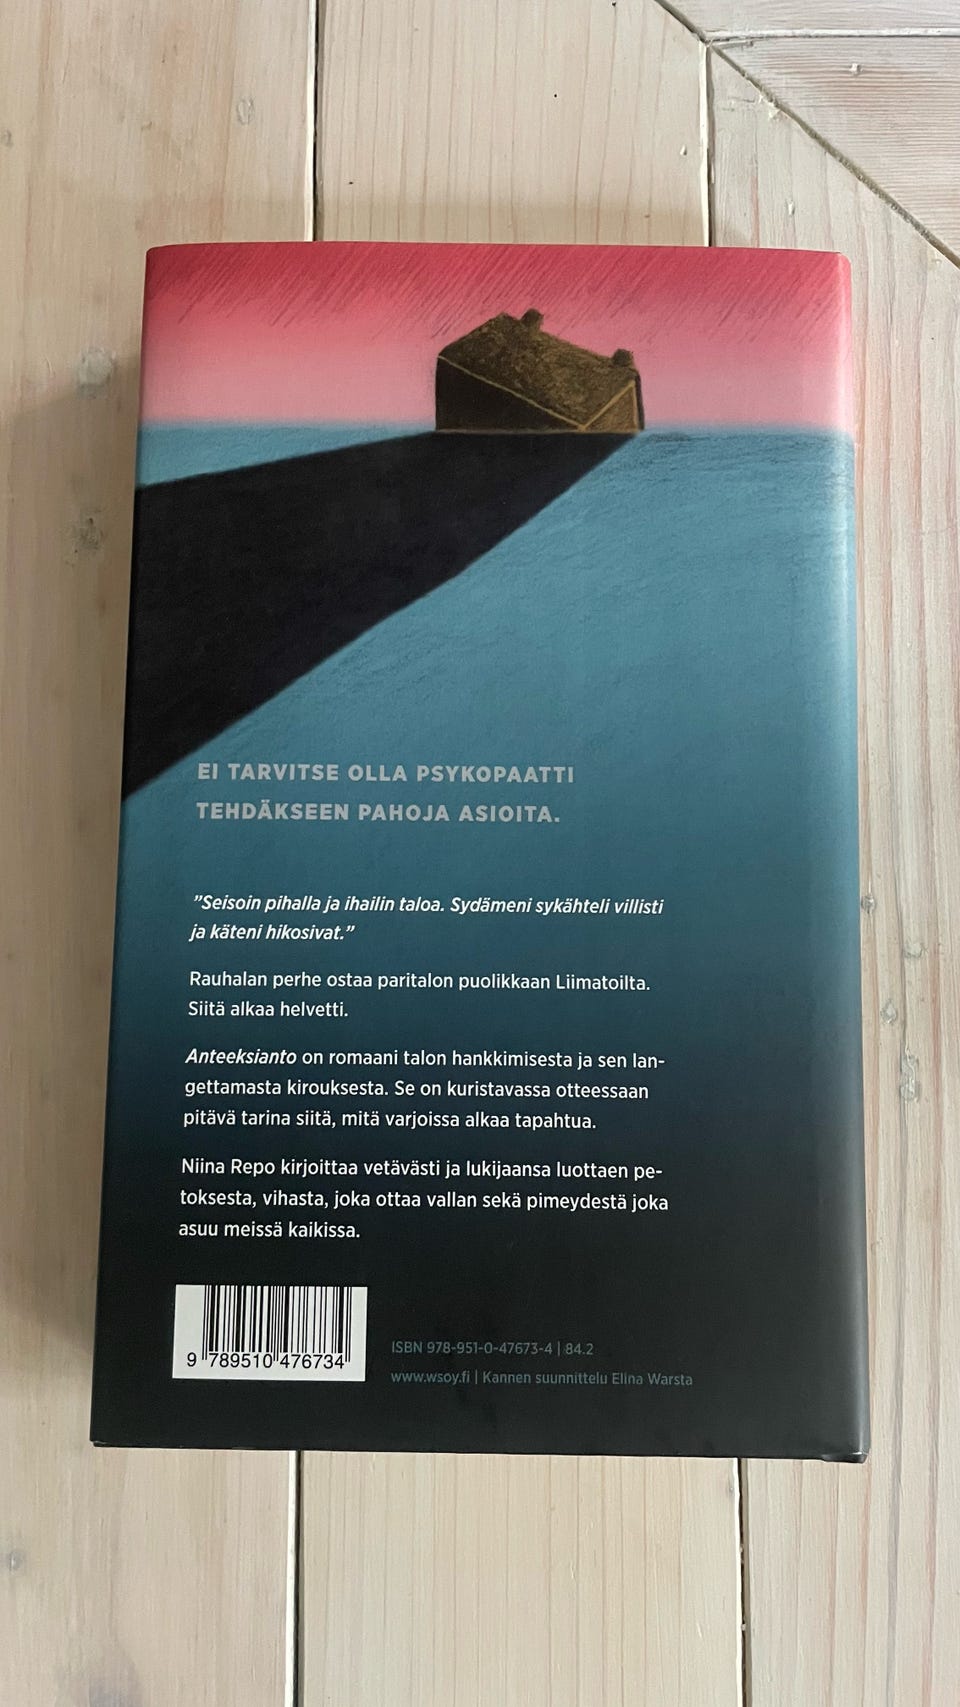 EI TARVITSE OLLA PSYKOPAATTI
TEHDÄKSEEN PAHOJA ASIOITA.
”Seisoin pihalla ja ihailin taloa. Sydämeni sykähteli villisti
ja käteni hikosivat.”
Rauhalan perhe ostaa paritalon puolikkaan Liimatoilta.
Siitä alkaa helvetti.
Anteeksianto on romaani talon hankkimisesta ja sen lan-
gettamasta kirouksesta. Se on kuristavassa otteessaan
pitävä tarina siitä, mitä varjoissa alkaa tapahtua.
Niina Repo kirjoittaa vetävästi ja lukijaansa luottaen pe-
toksesta, vihasta, joka ottaa vallan sekä pimeydestä joka
asuu meissä kaikissa.
9 789510 476734
ISBN 978-951-0-47673-4 | 84.2
www.wsoy.fi | Kannen suunnittelu Elina Warsta